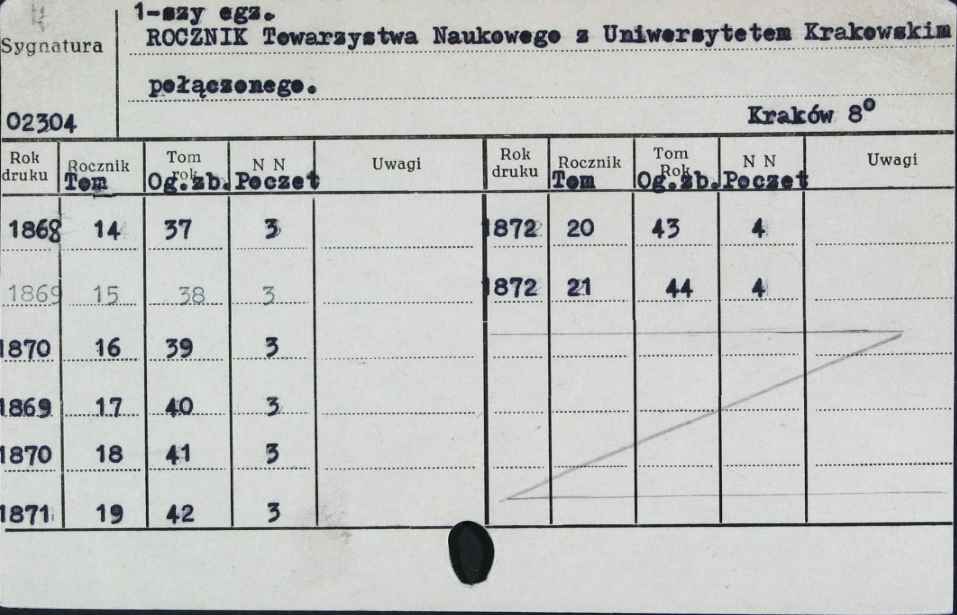 1-szy egz.
Sygnatura
ROCZNIK Towarzystwa Naukowego z Uniwersytetem Krakowskim
połączonego.
02304
Kraków 8°
Rok druku Rocznik Tom Tom rok Og.zb. N N Poczet Uwagi Rok druku Rocznik Tom Tom Rok Og.zb. N N Poczet Uwagi
1868 14 37 3 1872 20 43 4
1869 15 38 3 1872 21 44 4
1870 16 39 3
1869 17 40 3
1870 18 41 3
1871 19 42 3